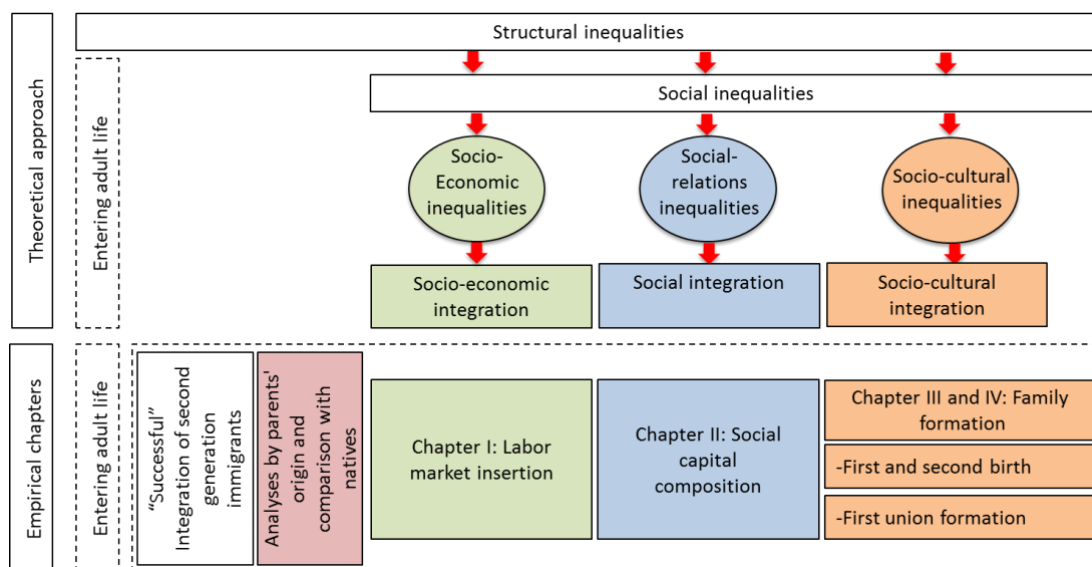 Theoretical approach
Entering adult life
Structural inequalities
Social inequalities
Socio-
Economic
inequalities
Social-
relations
inequalities
Socio-cultural
inequalities
Socio-economic
integration
Social integration
Socio-cultural
integration
Empirical chapters
Entering adult life
“Successful”
Integration of second
generation
immigrants
Analyses by parents'
origin and
comparison with
natives
Chapter I: Labor
market insertion
Chapter II: Social
capital
composition
Chapter III and IV: Family
formation
-First and second birth
-First union formation